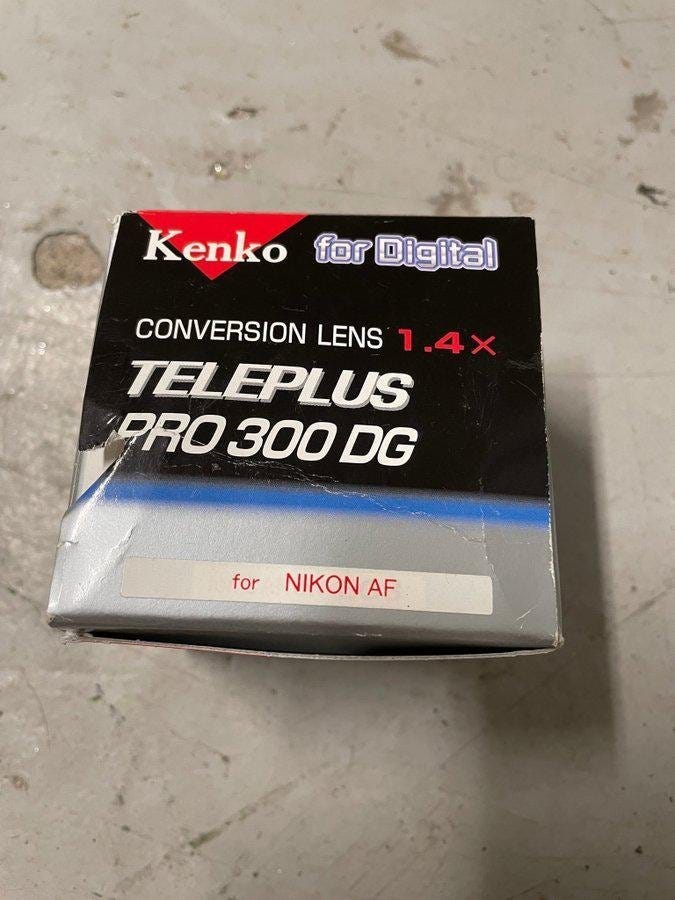 Kenko for Digital
CONVERSION LENS 1.4×
TELEPLUS
PRO 300 DG
for NIKON AF